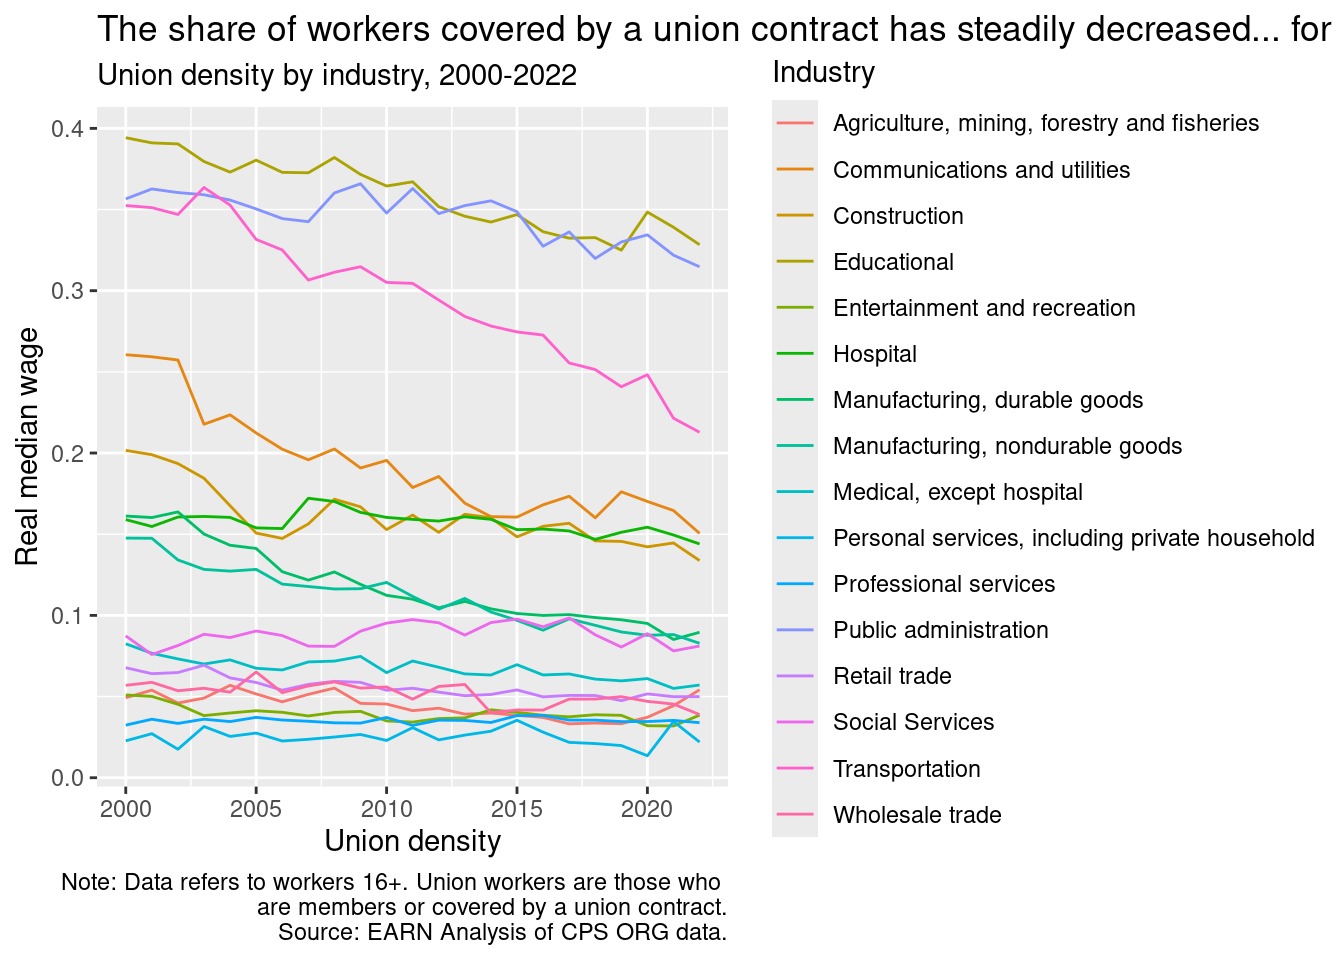 The share of workers covered by a union contract has steadily decreased... for
Union density by industry, 2000-2022
Real median wage
0.4
0.3
0.2
0.1
0.0
2000 2005 2010 2015 2020
Union density
Industry
Agriculture, mining, forestry and fisheries
Communications and utilities
Construction
Educational
Entertainment and recreation
Hospital
Manufacturing, durable goods
Manufacturing, nondurable goods
Medical, except hospital
Personal services, including private household
Professional services
Public administration
Retail trade
Social Services
Transportation
Wholesale trade
Note: Data refers to workers 16+. Union workers are those who
are members or covered by a union contract.
Source: EARN Analysis of CPS ORG data.